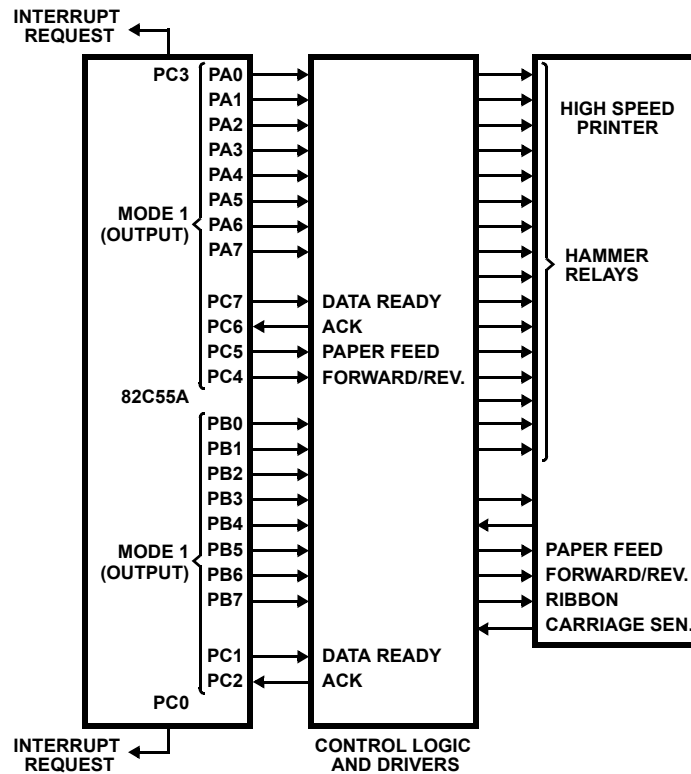 INTERRUPT
REQUEST
PC3 PA0
PA1
HIGH SPEED
PRINTER
PA2
PA3
PA4
PA5
MODE 1
(OUTPUT)
PA6
PA7
HAMMER
RELAYS
PC7 DATA READY
PC6 ACK
PC5 PAPER FEED
PC4 FORWARD/REV.
82C55A
PB0
PB1
PB2
PB3
PB4
MODE 1
(OUTPUT)
PB5 PAPER FEED
PB6 FORWARD/REV.
PB7 RIBBON
CARRIAGE SEN.
PC1 DATA READY
PC2 ACK
PC0
INTERRUPT
REQUEST
CONTROL LOGIC
AND DRIVERS